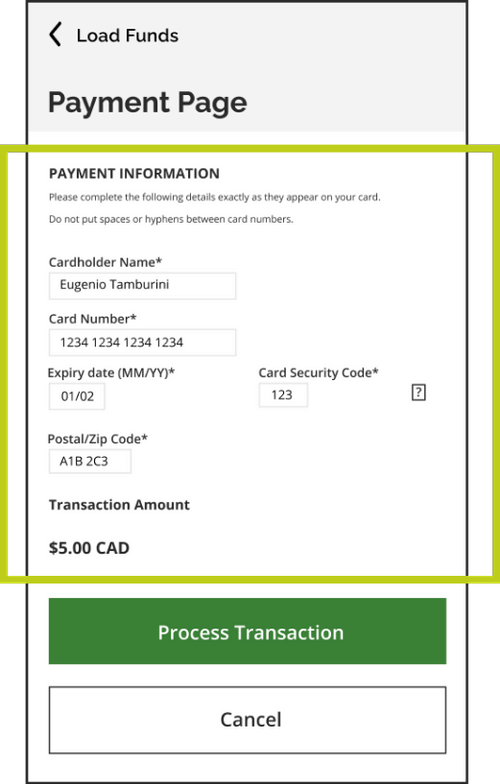 Load Funds
Payment Page
PAYMENT INFORMATION
Please complete the following details exactly as they appear on your card.
Do not put spaces or hyphens between card numbers.
Cardholder Name*
Eugenio Tamburini
Card Number*
1234 1234 1234 1234
Expiry date (MM/YY)* Card Security Code*
01/02 123 ?
Postal/Zip Code*
A1B 2C3
Transaction Amount
$5.00 CAD
Process Transaction
Cancel